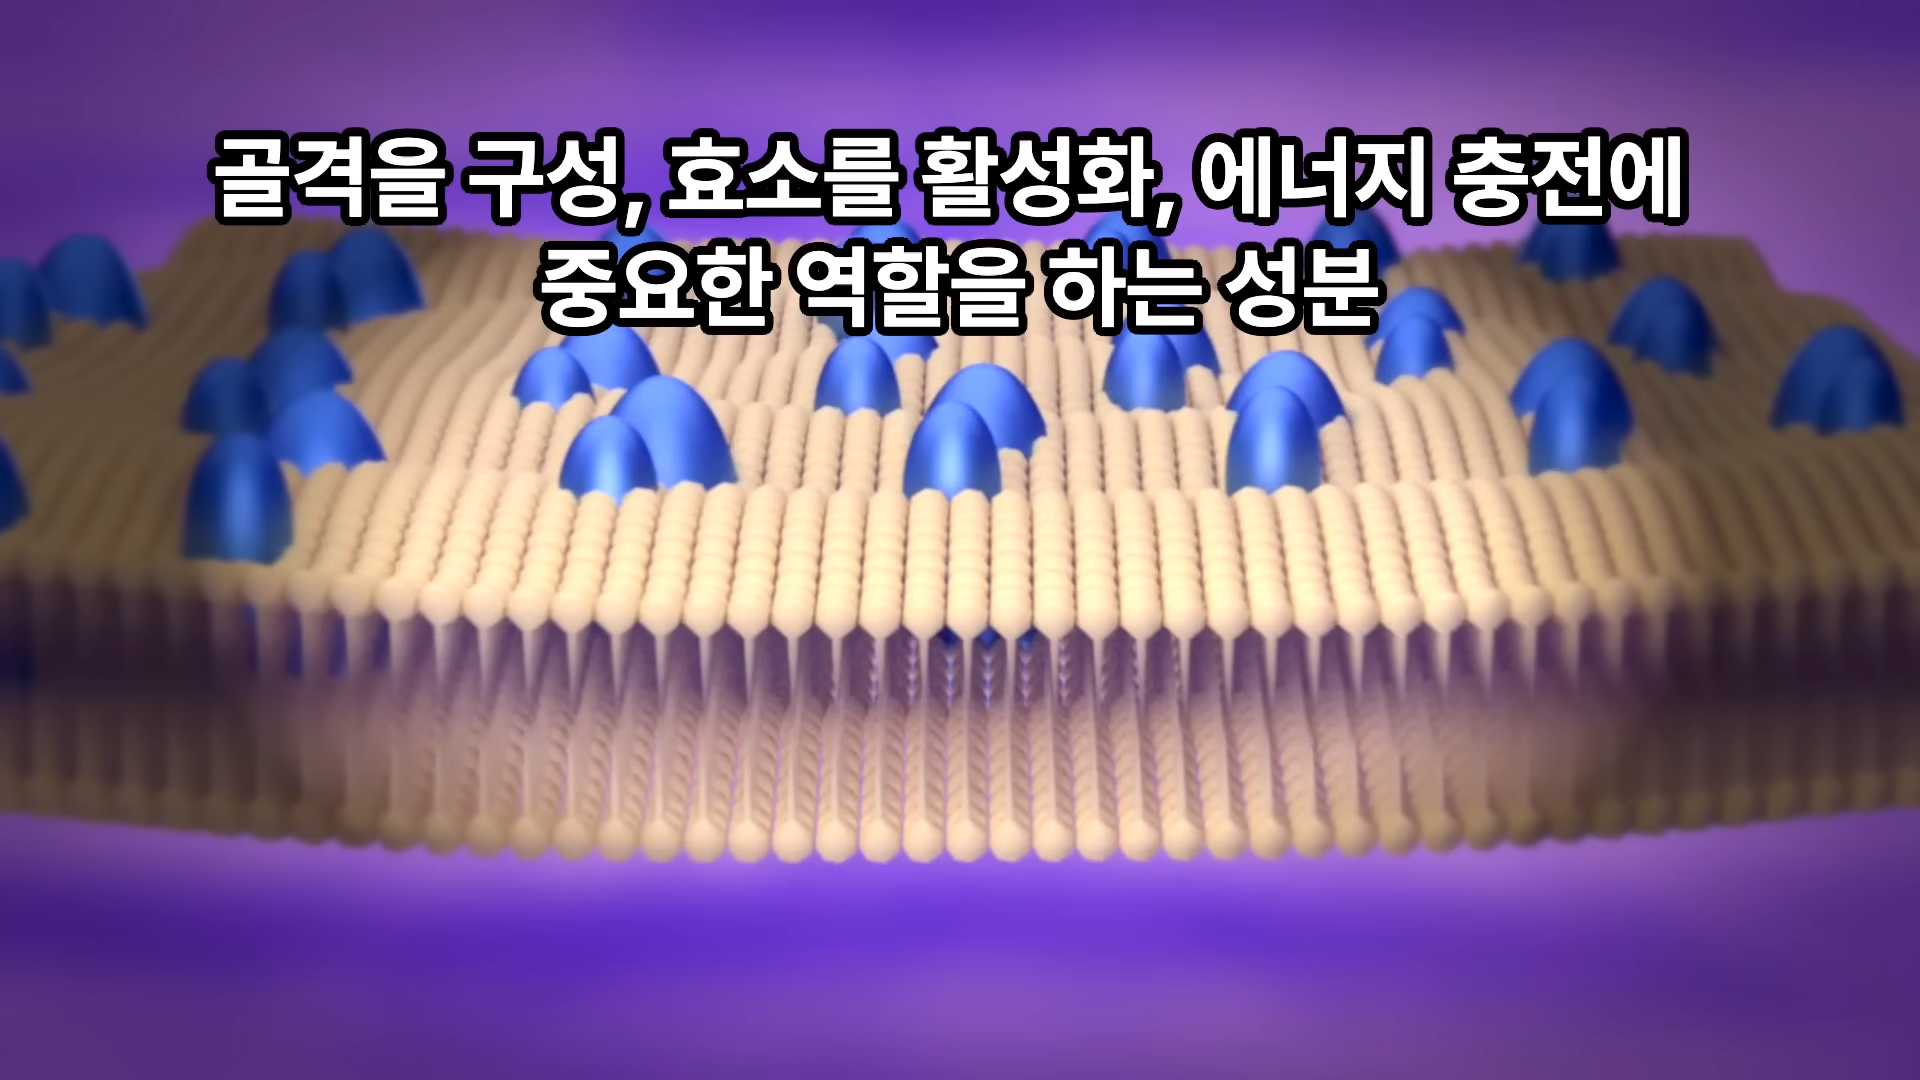 골격을 구성, 효소를 활성화, 에너지 충전에
중요한 역할을 하는 성분